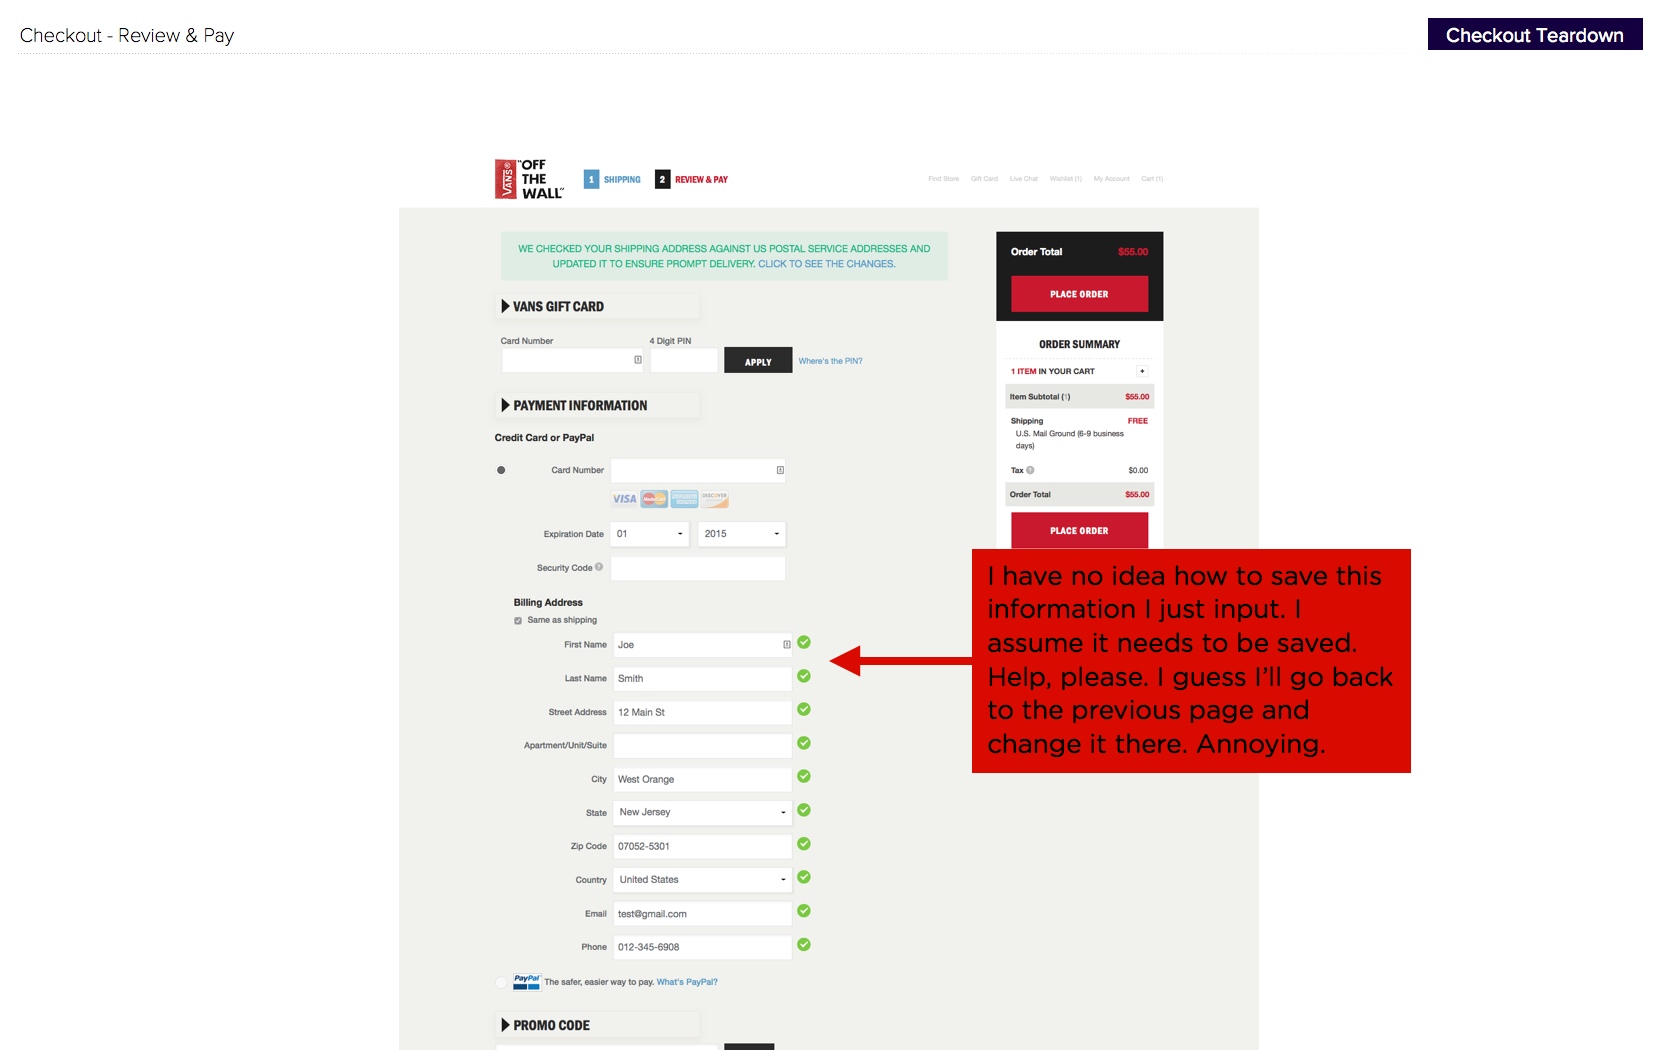 Checkout - Review & Pay
Checkout Teardown
VANS
"OFF
THE
WALL"
1 SHIPPING
2 REVIEW & PAY
Find Store Gift Card Live Chat Wishlist (1) My Account Cart (1)
WE CHECKED YOUR SHIPPING ADDRESS AGAINST US POSTAL SERVICE ADDRESSES AND
UPDATED IT TO ENSURE PROMPT DELIVERY. CLICK TO SEE THE CHANGES.
VANS GIFT CARD
Card Number
4 Digit PIN
APPLY
Where's the PIN?
PAYMENT INFORMATION
Credit Card or PayPal
Card Number
VISA MasterCard DISCOVER
Expiration Date 01 2015
Security Code ?
Billing Address
Same as shipping
First Name Joe
Last Name Smith
Street Address 12 Main St
Apartment/Unit/Suite
City West Orange
State New Jersey
Zip Code 07052-5301
Country United States
Email test@gmail.com
Phone 012-345-6908
PayPal The safer, easier way to pay. What's PayPal?
PROMO CODE
Order Total $55.00
PLACE ORDER
ORDER SUMMARY
1 ITEM IN YOUR CART +
Item Subtotal (1) $55.00
Shipping FREE
U.S. Mail Ground (6-9 business
days)
Tax ? $0.00
Order Total $55.00
PLACE ORDER
I have no idea how to save this
information I just input. I
assume it needs to be saved.
Help, please. I guess I'll go back
to the previous page and
change it there. Annoying.